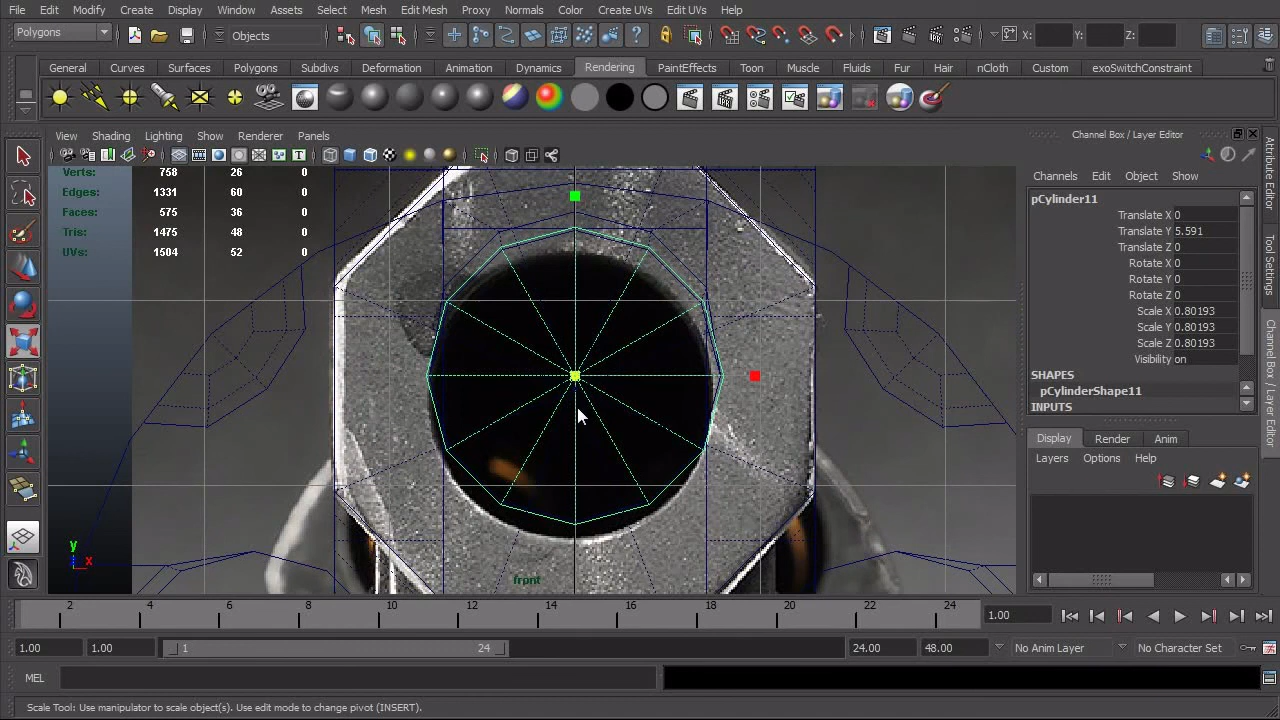 File Edit Modify Create Display Window Assets Select Mesh Edit Mesh Proxy Normals Color Create UVs Edit UVs Help
Polygons Objects X: Y: Z:
General Curves Surfaces Polygons Subdivs Deformation Animation Dynamics Rendering PaintEffects Toon Muscle Fluids Fur Hair nCloth Custom exoSwitchConstraint
View Shading Lighting Show Renderer Panels
Channel Box / Layer Editor
Channels Edit Object Show
Verts: 758 26 0
Edges: 1331 60 0
Faces: 575 36 0
Tris: 1475 48 0
UVs: 1504 52 0
pCylinder11
Translate X 0
Translate Y 5.591
Translate Z 0
Rotate X 0
Rotate Y 0
Rotate Z 0
Scale X 0.80193
Scale Y 0.80193
Scale Z 0.80193
Visibility on
SHAPES
pCylinderShape11
INPUTS
Display Render Anim
Layers Options Help
Attribute Editor
Tool Settings
Channel Box / Layer Editor
y
x
front
2 4 6 8 10 12 14 16 18 20 22 24
1.00
1.00 1.00 1 24 24.00 48.00 No Anim Layer No Character Set
MEL
Scale Tool: Use manipulator to scale object(s). Use edit mode to change pivot (INSERT).